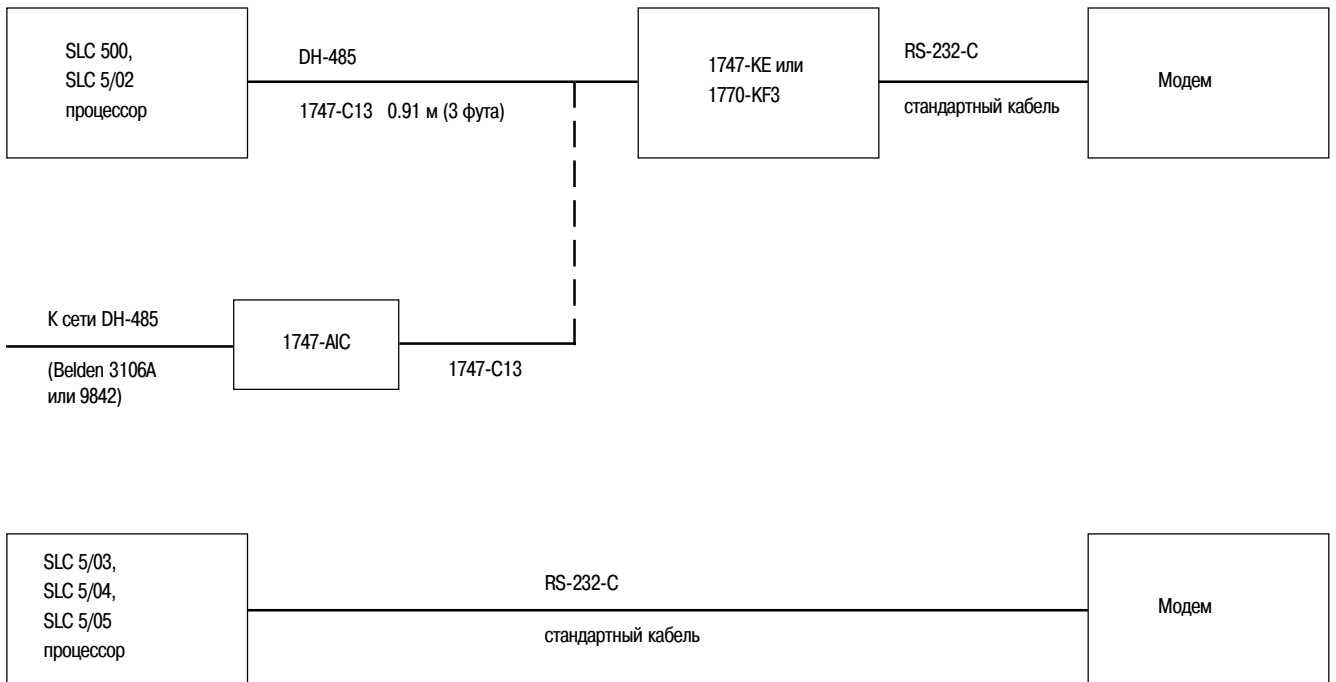 SLC 500,
SLC 5/02
процессор
DH-485
1747-C13 0.91 м (3 фута)
1747-KE или
1770-KF3
RS-232-C
стандартный кабель
Модем
К сети DH-485
(Belden 3106A
или 9842)
1747-AIC
1747-C13
SLC 5/03,
SLC 5/04,
SLC 5/05
процессор
RS-232-C
стандартный кабель
Модем